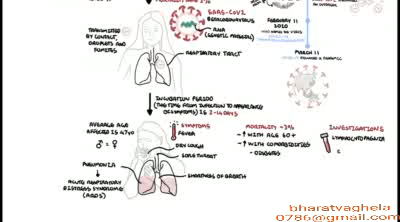 SARS-COV2
BETACORONAVIRUS
RNA
(GENETIC MATERIAL)
FEBRUARY 11
2020
TRANSMITTED
BY CONTACT,
DROPLETS AND
FOMITES
RESPIRATORY TRACT
MARCH 11
INCUBATION PERIOD
(THE TIME FROM INFECTION TO APPEARANCE
OF SYMPTOMS) IS 2-14 DAYS
AVERAGE AGE
AFFECTED IS 47yo
♂ = ♀
SYMPTOMS
FEVER
DRY COUGH
SORE THROAT
SHORTNESS OF BREATH
PNEUMONIA
ACUTE RESPIRATORY
DISTRESS SYNDROME
(ARDS)
MORTALITY ~3%
- ↑ WITH AGE 60+
- ↑ WITH COMORBIDITIES
INVESTIGATIONS
LYMPHOCYTOPAENIA
bharatvaghela
0786@gmail.com